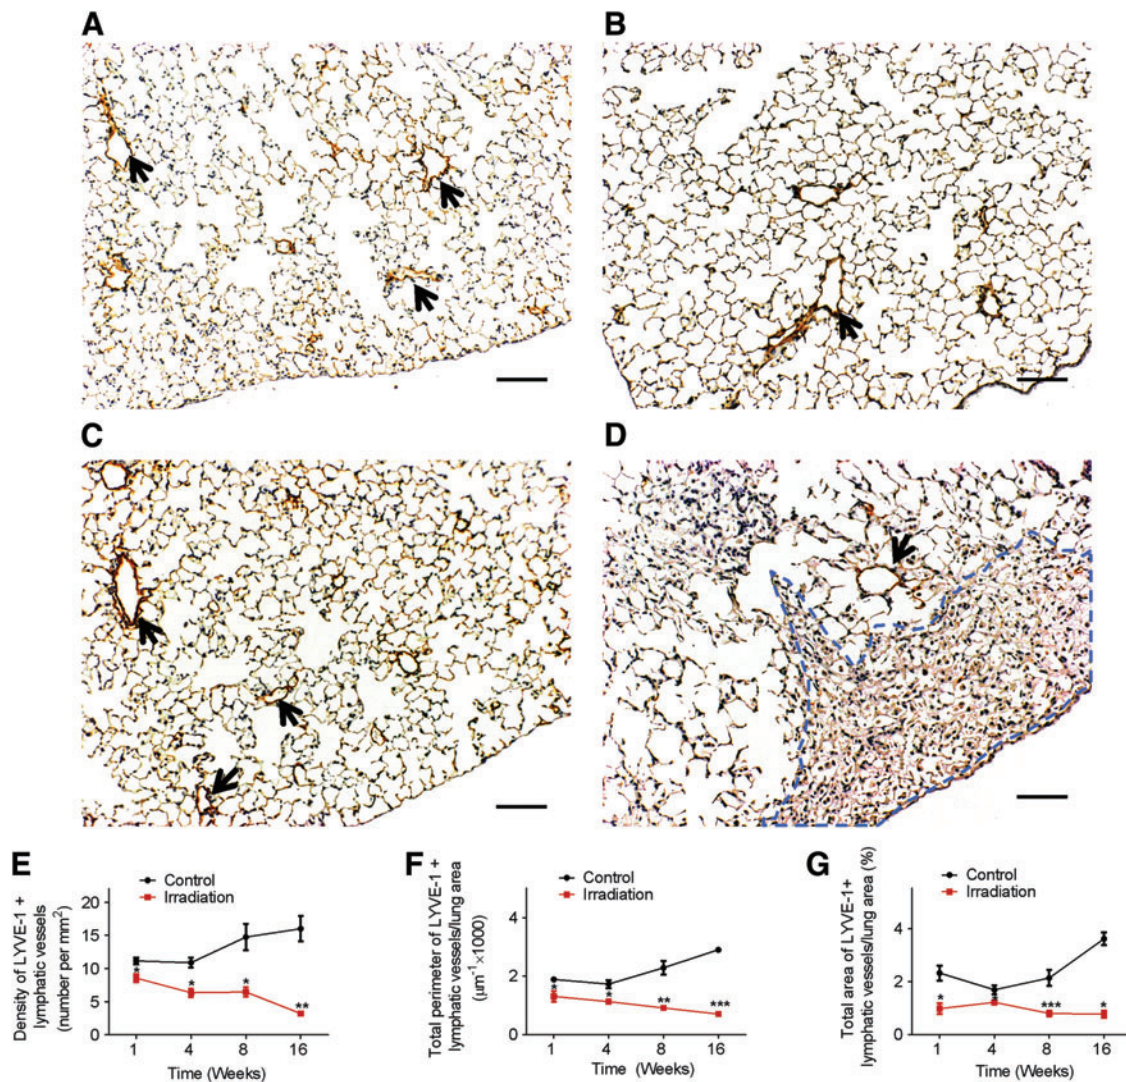 A
B
C
D
E
Density of LYVE-1 +
lymphatic vessels
(number per mm²)
20
15
10
5
0
Control
Irradiation
*
*
*
**
1
4
8
16
Time (Weeks)
F
Total perimeter of LYVE-1 +
lymphatic vessels/lung area
(μm⁻¹ ×1000)
4
2
0
Control
Irradiation
*
*
**
***
1
4
8
16
Time (Weeks)
G
Total area of LYVE-1+
lymphatic vessels/lung area (%)
4
2
0
Control
Irradiation
*
*
***
*
1
4
8
16
Time (Weeks)